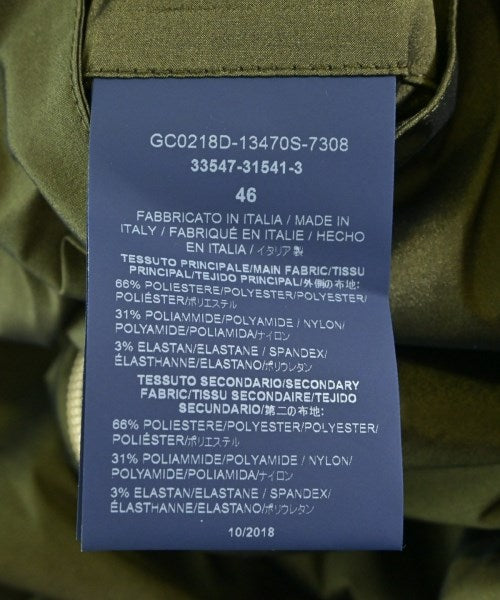 GC0218D-13470S-7308
33547-31541-3
46
FABBRICATO IN ITALIA / MADE IN
ITALY / FABRIQUÉ EN ITALIE / HECHO
EN ITALIA / イタリア製
TESSUTO PRINCIPALE/MAIN FABRIC/TISSU
PRINCIPAL/TEJIDO PRINCIPAL/外側の布地:
66% POLIESTERE/POLYESTER/POLYESTER/
POLIÉSTER/ポリエステル
31% POLIAMMIDE/POLYAMIDE / NYLON/
POLYAMIDE/POLIAMIDA/ナイロン
3% ELASTAN/ELASTANE / SPANDEX/
ÉLASTHANNE/ELASTANO/ポリウレタン
TESSUTO SECONDARIO/SECONDARY
FABRIC/TISSU SECONDAIRE/TEJIDO
SECUNDARIO/第二の布地:
66% POLIESTERE/POLYESTER/POLYESTER/
POLIÉSTER/ポリエステル
31% POLIAMMIDE/POLYAMIDE / NYLON/
POLYAMIDE/POLIAMIDA/ナイロン
3% ELASTAN/ELASTANE / SPANDEX/
ÉLASTHANNE/ELASTANO/ポリウレタン
10/2018